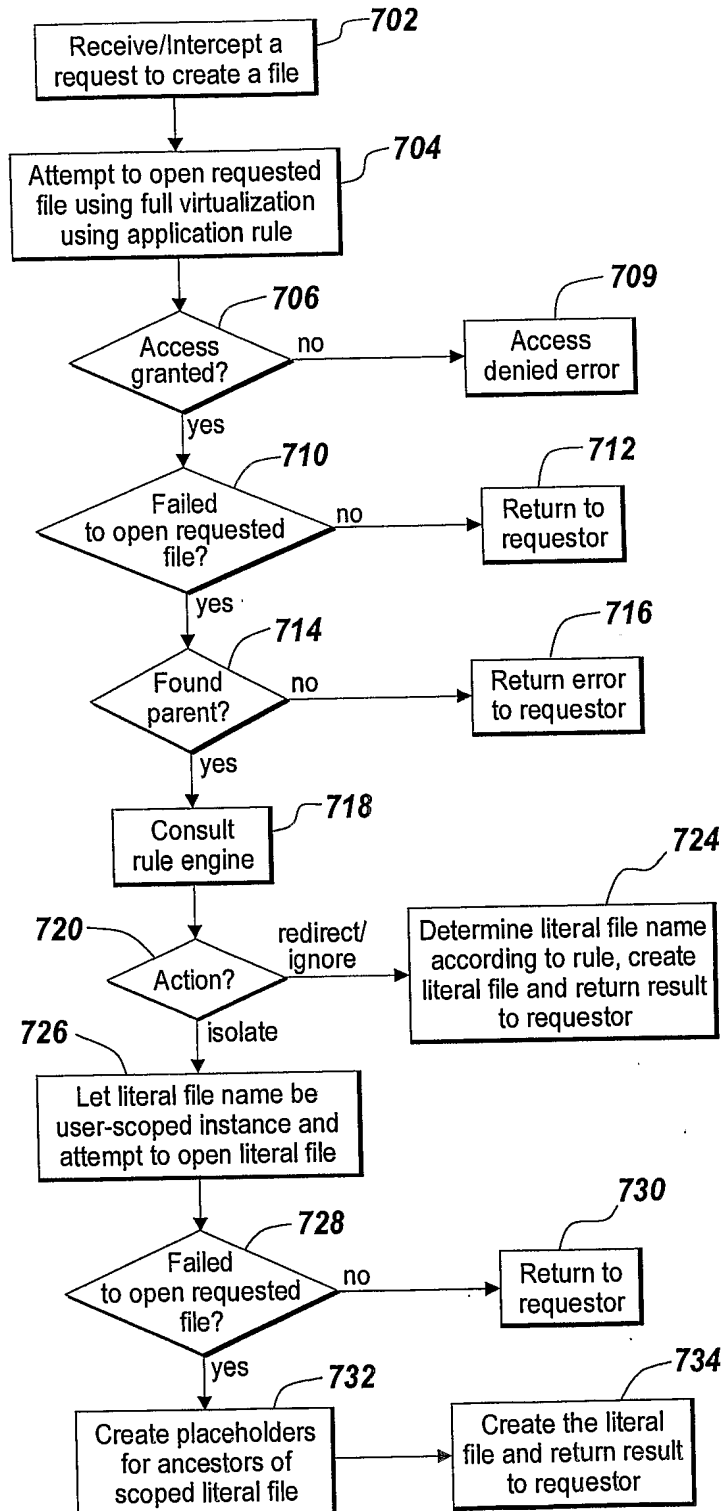 702
Receive/Intercept a
request to create a file
704
Attempt to open requested
file using full virtualization
using application rule
706
Access
granted?
no
709
Access
denied error
yes
710
Failed
to open requested
file?
no
712
Return to
requestor
yes
714
Found
parent?
no
716
Return error
to requestor
yes
718
Consult
rule engine
720
Action?
redirect/
ignore
724
Determine literal file name
according to rule, create
literal file and return result
to requestor
isolate
726
Let literal file name be
user-scoped instance and
attempt to open literal file
728
Failed
to open requested
file?
no
730
Return to
requestor
yes
732
Create placeholders
for ancestors of
scoped literal file
734
Create the literal
file and return result
to requestor